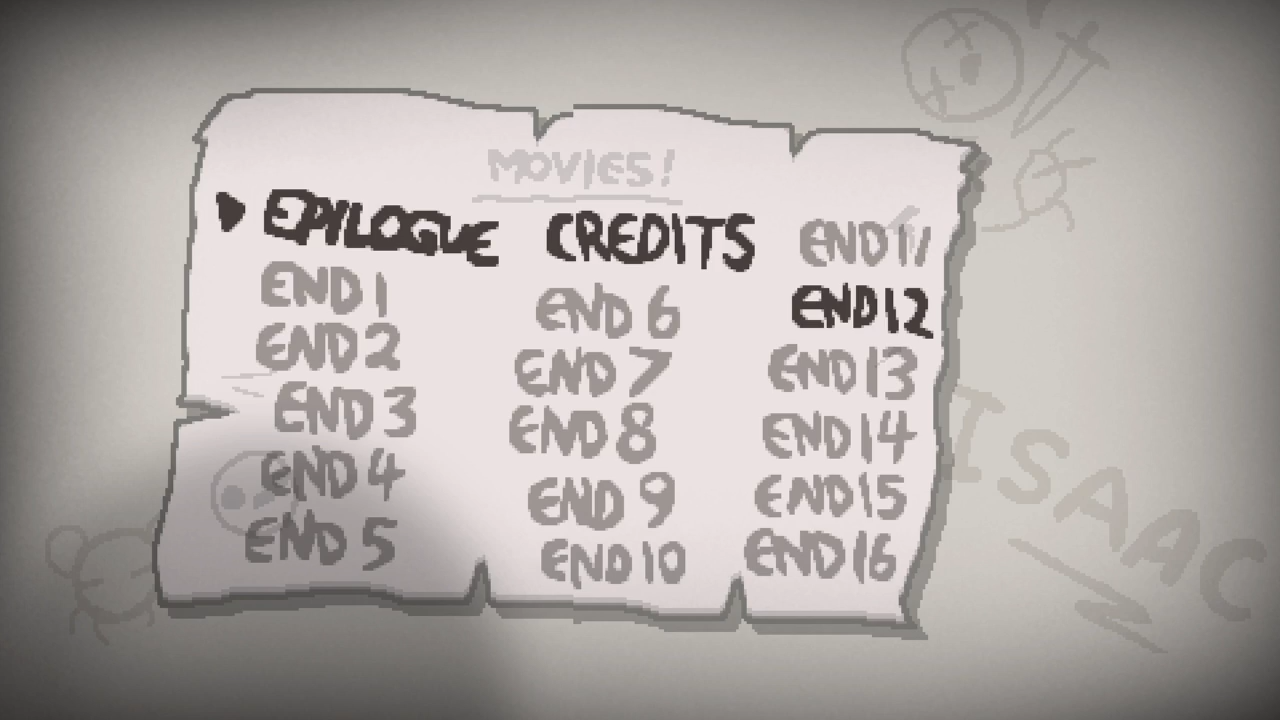 MOVIES!
EPILOGUE CREDITS END 11
END 1 END 6 END 12
END 2 END 7 END 13
END 3 END 8 END 14
END 4 END 9 END 15
END 5 END 10 END 16
ISAAC